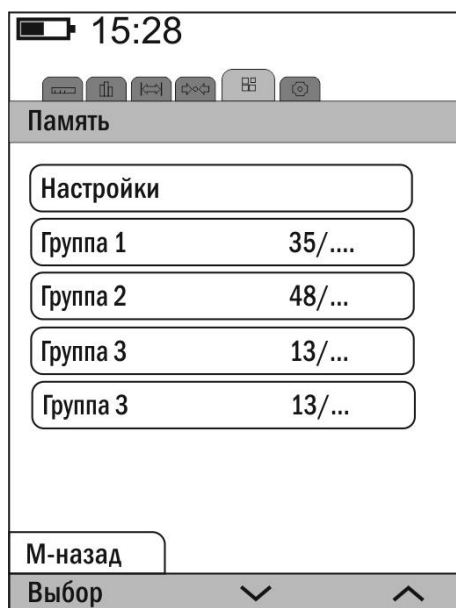 15:28
Память
Настройки
Группа 1 35/....
Группа 2 48/...
Группа 3 13/...
Группа 3 13/...
М-назад
Выбор